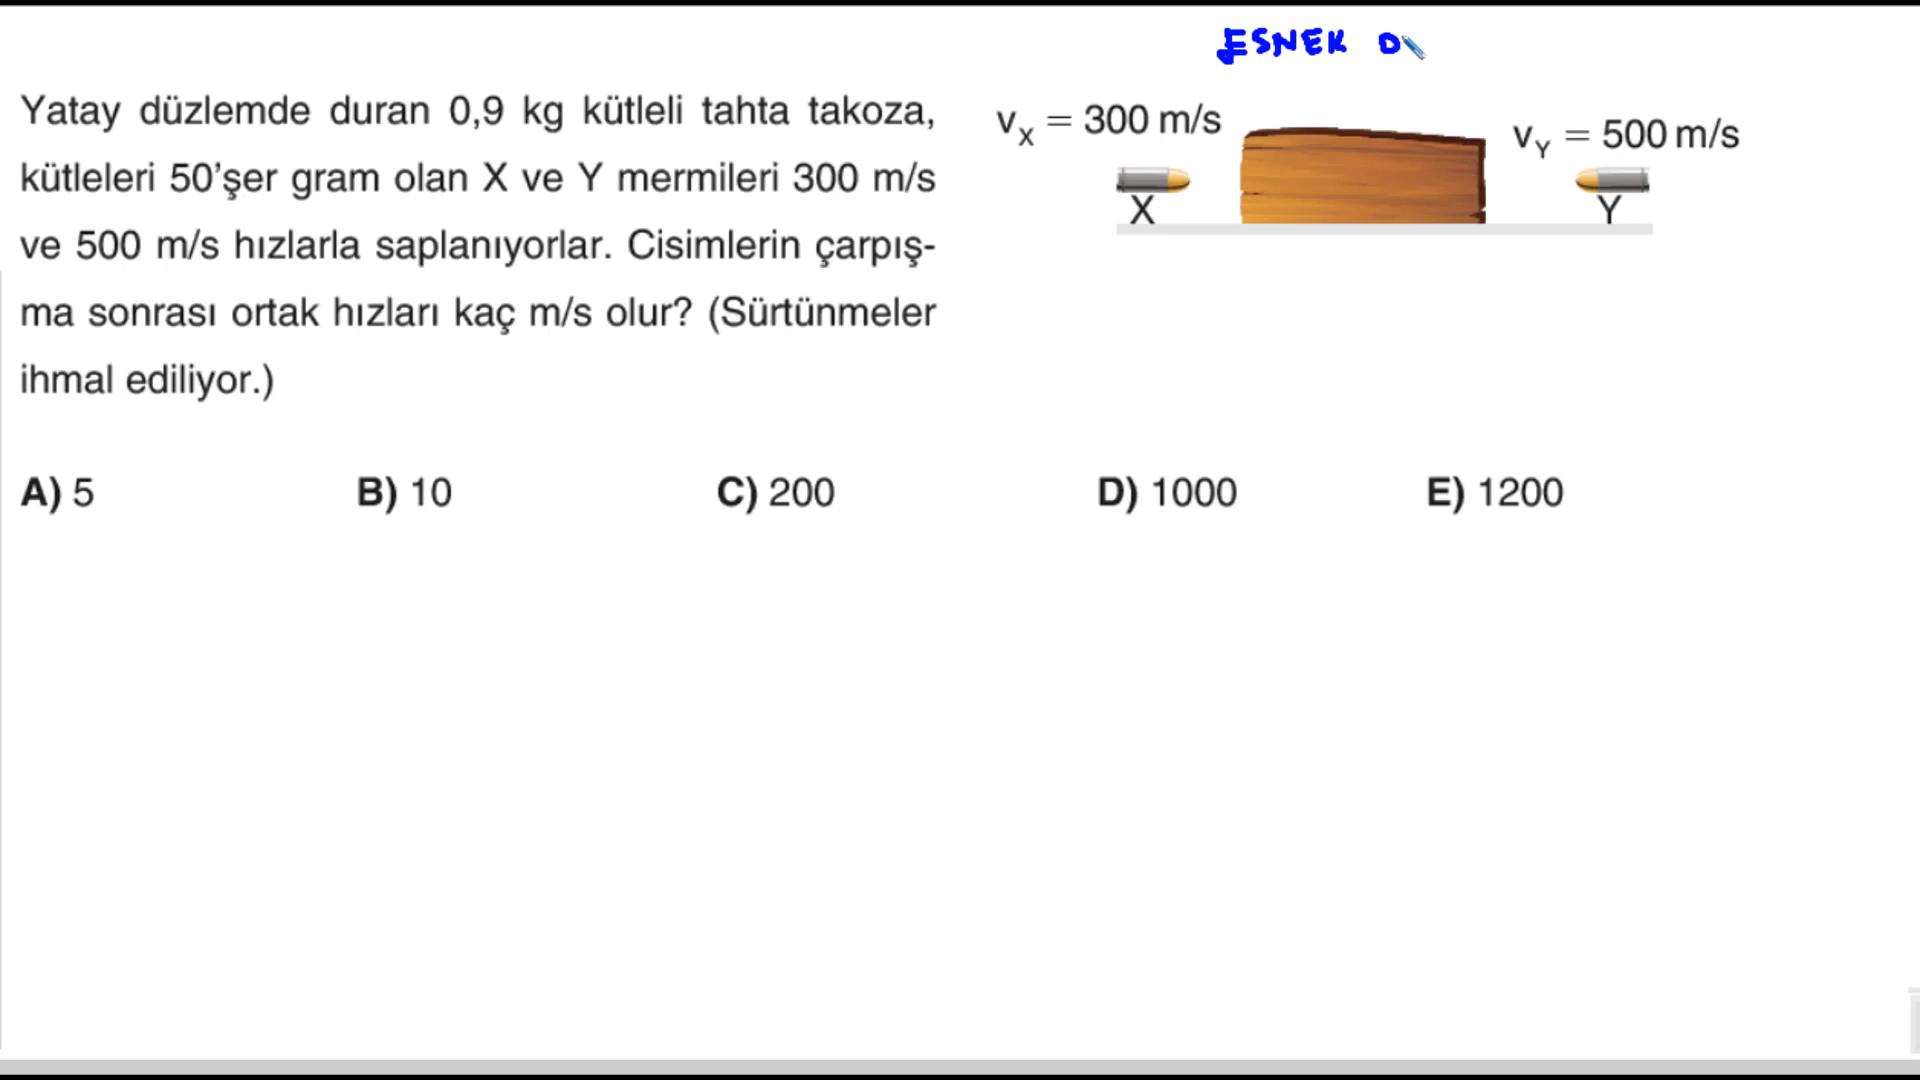 ESNEK O
Yatay düzlemde duran 0,9 kg kütleli tahta takoza,
kütleleri 50’şer gram olan X ve Y mermileri 300 m/s
ve 500 m/s hızlarla saplanıyorlar. Cisimlerin çarpış-
ma sonrası ortak hızları kaç m/s olur? (Sürtünmeler
ihmal ediliyor.)
vX = 300 m/s
vY = 500 m/s
X
Y
A) 5
B) 10
C) 200
D) 1000
E) 1200